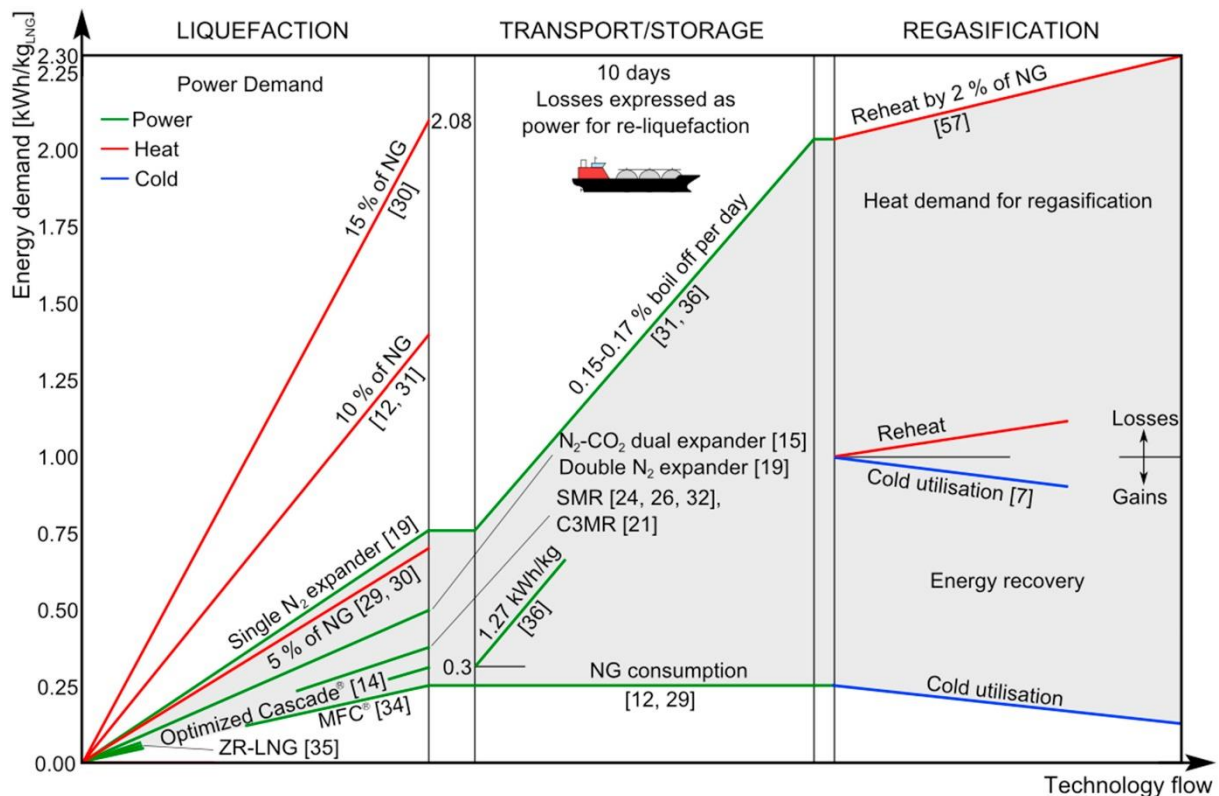 LIQUEFACTION
TRANSPORT/STORAGE
REGASIFICATION
Energy demand [kWh/kg_LNG]
2.30
2.25
2.00
1.75
1.50
1.25
1.00
0.75
0.50
0.25
0.00
Power Demand
Power
Heat
Cold
2.08
15 % of NG
[30]
10 % of NG
[12, 31]
Single N₂ expander [19]
5 % of NG [29, 30]
Optimized Cascade® [14]
MFC® [34]
ZR-LNG [35]
10 days
Losses expressed as
power for re-liquefaction
0.15-0.17 % boil off per day
[31, 36]
N₂-CO₂ dual expander [15]
Double N₂ expander [19]
SMR [24, 26, 32],
C3MR [21]
1.27 kWh/kg
[36]
0.3
NG consumption
[12, 29]
Reheat by 2 % of NG
[57]
Heat demand for regasification
Reheat
Cold utilisation [7]
Losses
Gains
Energy recovery
Cold utilisation
Technology flow